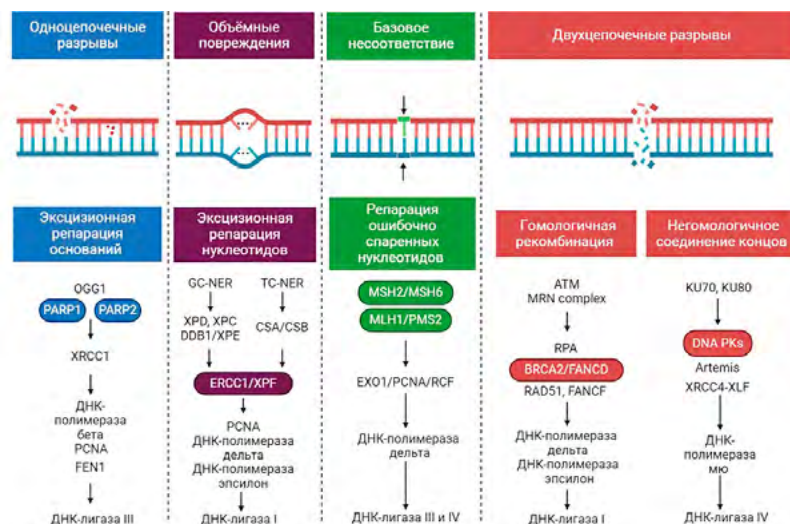 Одноцепочечные
разрывы
Объёмные
повреждения
Базовое
несоответствие
Двухцепочечные разрывы
Эксцизионная
репарация
оснований
Эксцизионная
репарация
нуклеотидов
Репарация
ошибочно
спаренных
нуклеотидов
Гомологичная
рекомбинация
Негомологичное
соединение концов
OGG1
PARP1 PARP2
XRCC1
ДНК-
полимераза
бета
PCNA
FEN1
ДНК-лигаза III
GC-NER TC-NER
XPD, XPC
DDB1/XPE
CSA/CSB
ERCC1/XPF
PCNA
ДНК-полимераза
дельта
ДНК-полимераза
эпсилон
ДНК-лигаза I
MSH2/MSH6
MLH1/PMS2
EXO1/PCNA/RCF
ДНК-полимераза
дельта
ДНК-лигаза III и IV
ATM
MRN complex
RPA
BRCA2/FANCD
RAD51, FANCF
ДНК-полимераза
дельта
ДНК-полимераза
эпсилон
ДНК-лигаза I
KU70, KU80
DNA PKs
Artemis
XRCC4-XLF
ДНК-
полимераза
мю
ДНК-лигаза IV